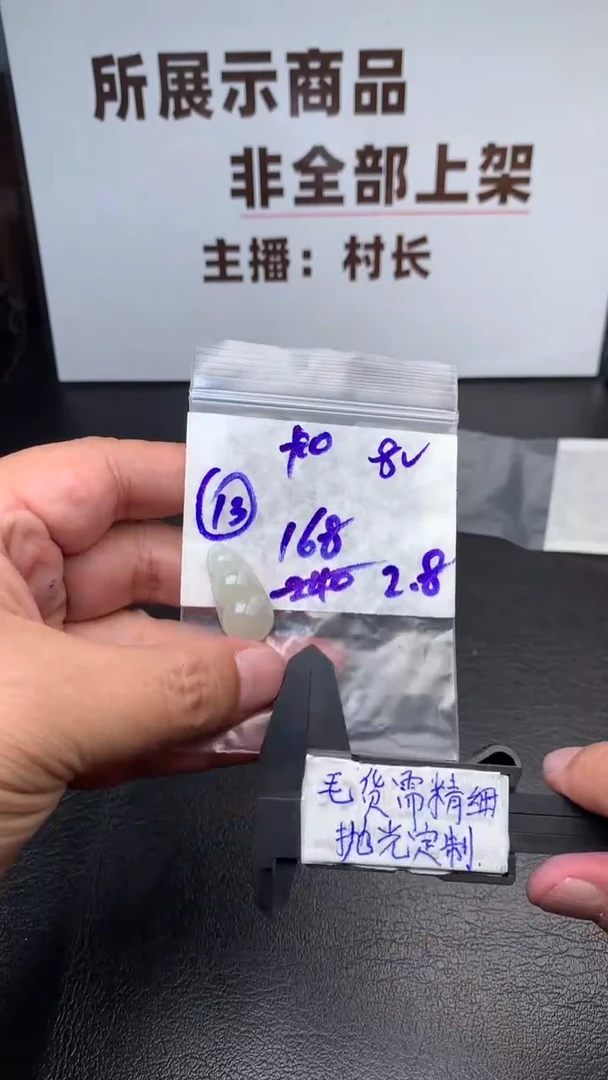 所展示商品
非全部上架
主播：村长
8✓
13
168
240 2.8
毛货需精细
抛光定制